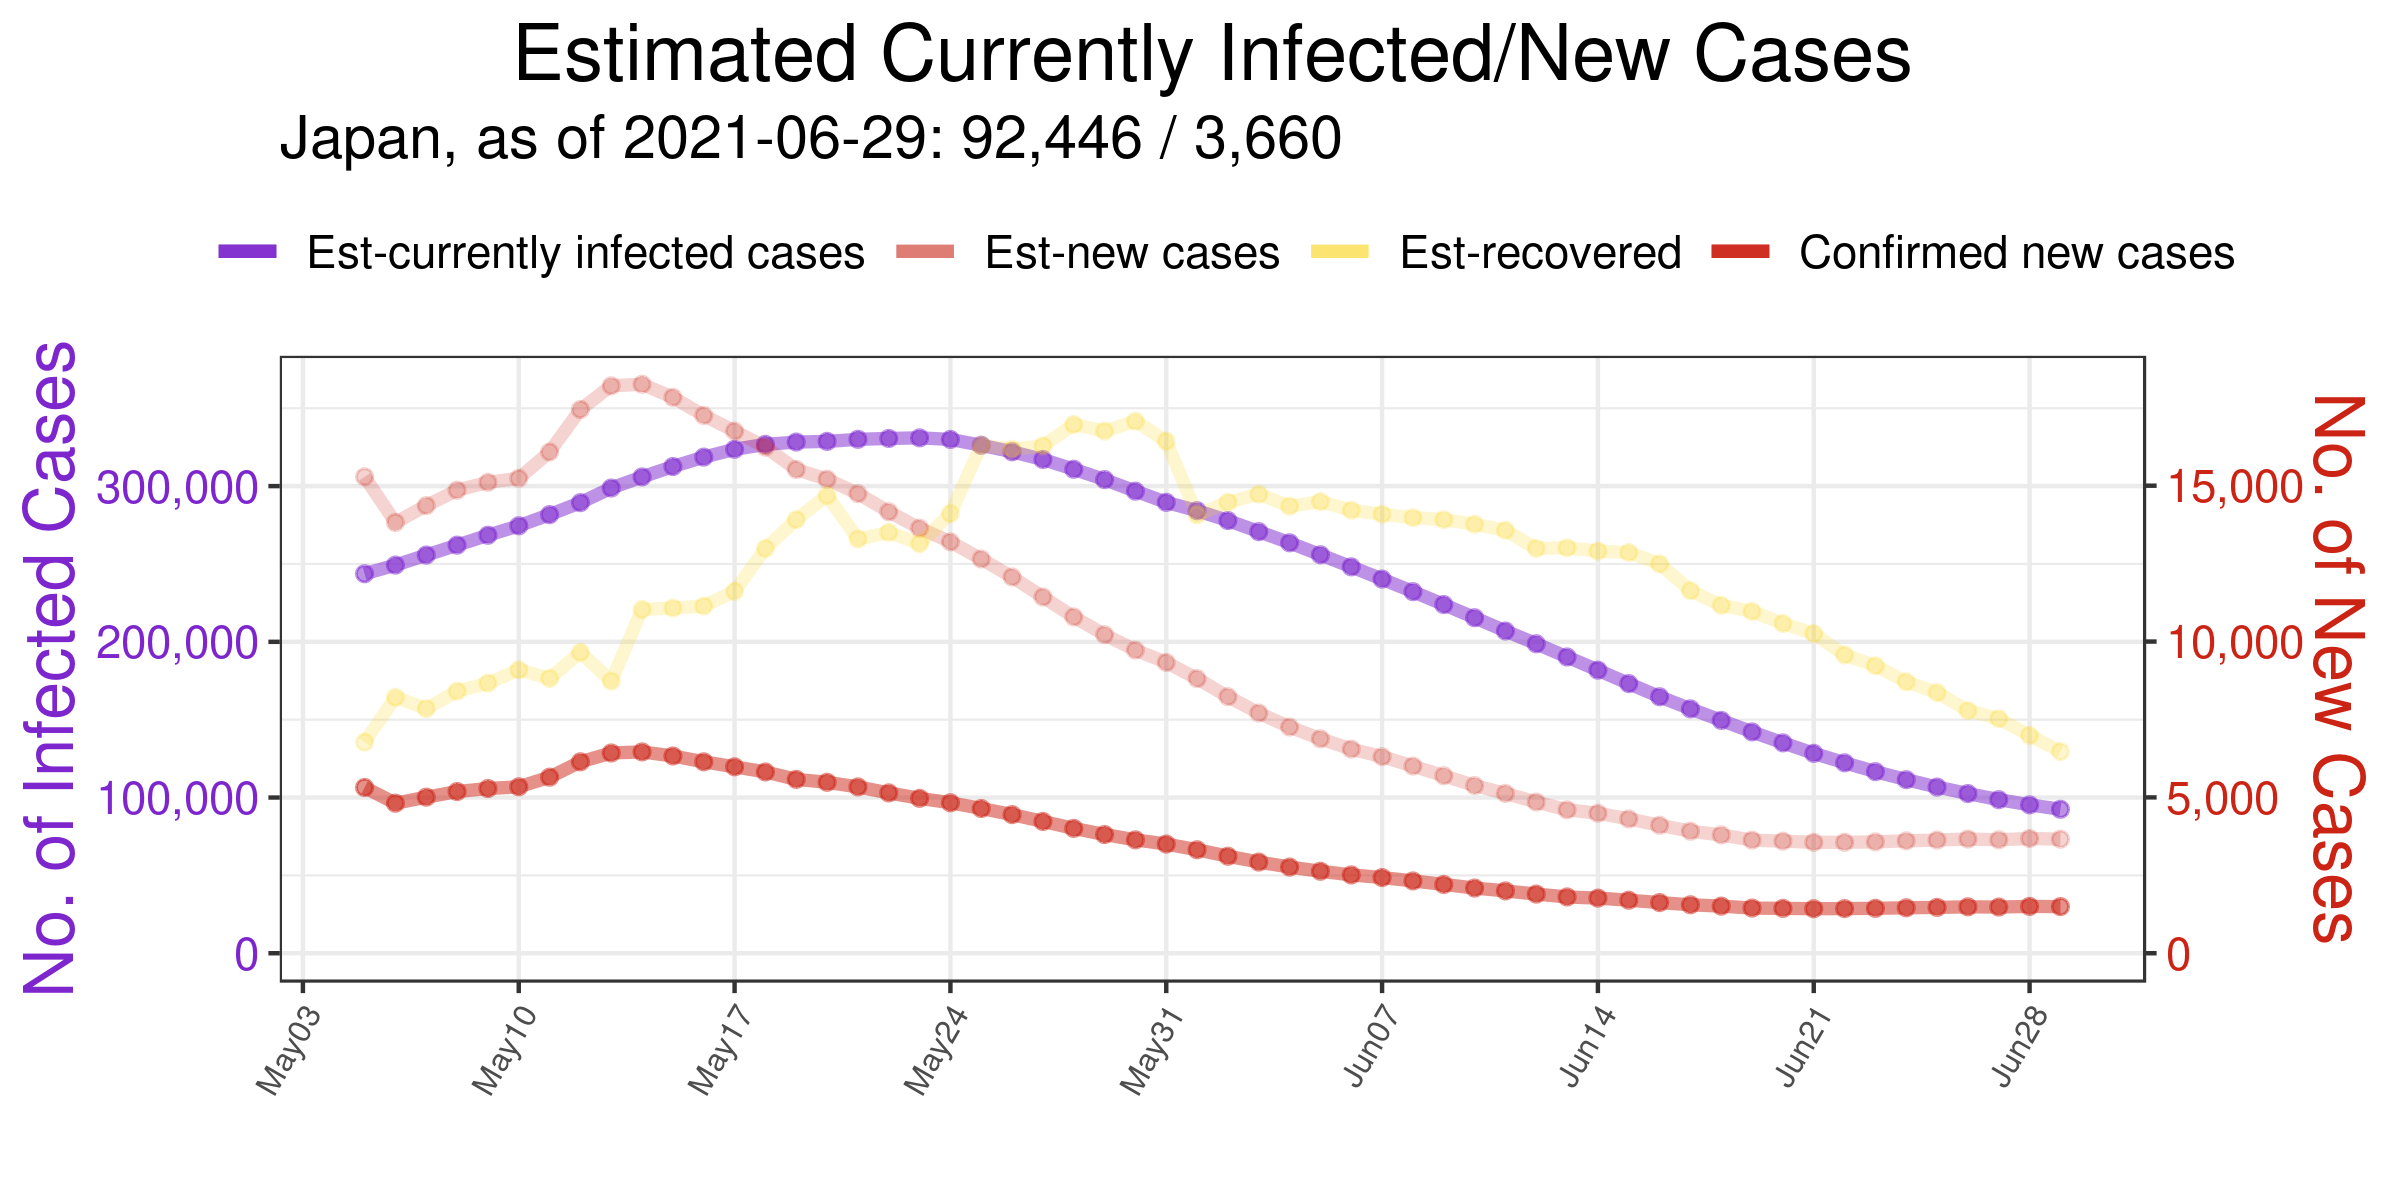 Estimated Currently Infected/New Cases
Japan, as of 2021-06-29: 92,446 / 3,660
Est-currently infected cases Est-new cases Est-recovered Confirmed new cases
No. of Infected Cases
300,000
200,000
100,000
0
15,000
10,000
5,000
0
No. of New Cases
May03 May10 May17 May24 May31 Jun07 Jun14 Jun21 Jun28